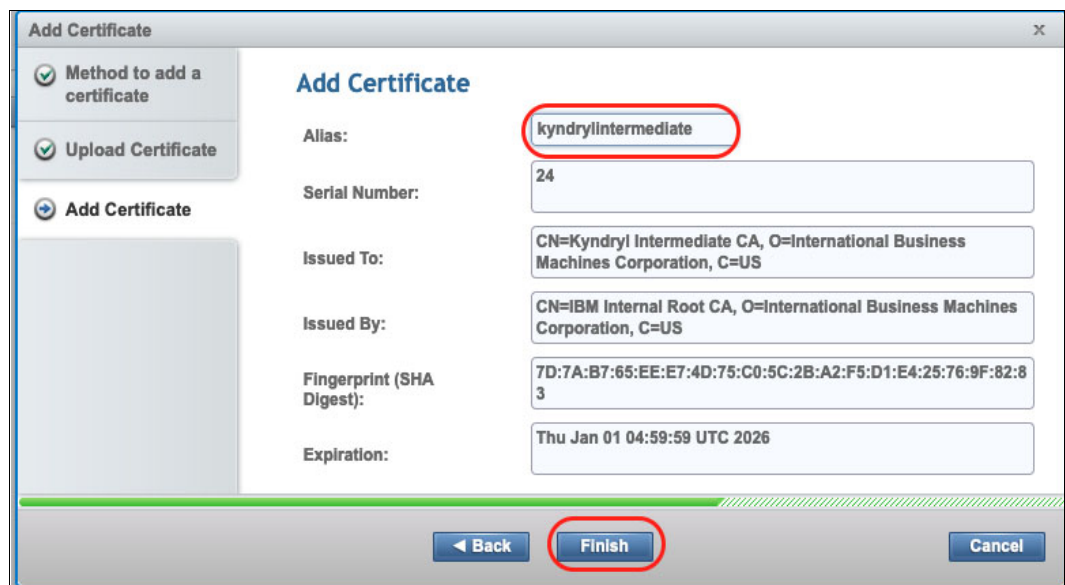 Add Certificate
x
Method to add a
certificate
Upload Certificate
Add Certificate
Add Certificate
Alias:
kyndrylintermediate
Serial Number:
24
Issued To:
CN=Kyndryl Intermediate CA, O=International Business
Machines Corporation, C=US
Issued By:
CN=IBM Internal Root CA, O=International Business Machines
Corporation, C=US
Fingerprint (SHA
Digest):
7D:7A:B7:65:EE:E7:4D:75:C0:5C:2B:A2:F5:D1:E4:25:76:9F:82:8
3
Expiration:
Thu Jan 01 04:59:59 UTC 2026
Back
Finish
Cancel